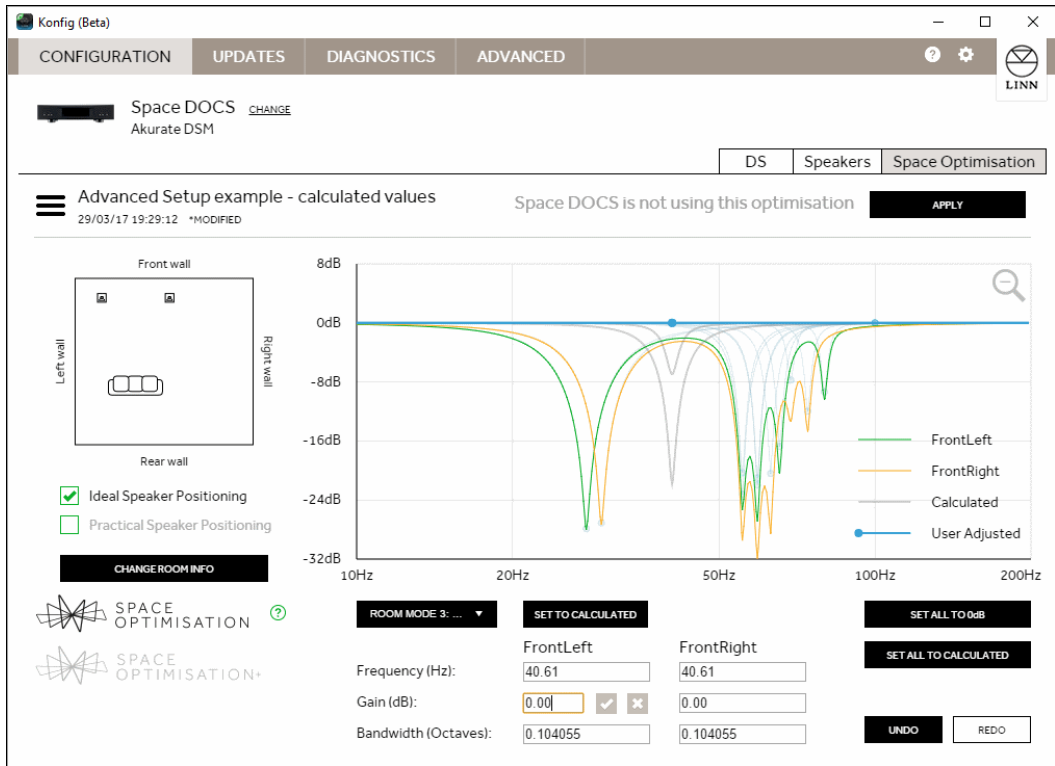 Konfig (Beta)
CONFIGURATION UPDATES DIAGNOSTICS ADVANCED
LINN
Space DOCS CHANGE
Akurate DSM
DS Speakers Space Optimisation
Advanced Setup example - calculated values
29/03/17 19:29:12 *MODIFIED
Space DOCS is not using this optimisation
APPLY
Front wall
Left wall
Right wall
Rear wall
Ideal Speaker Positioning
Practical Speaker Positioning
CHANGE ROOM INFO
SPACE
OPTIMISATION ?
SPACE
OPTIMISATION+
8dB
0dB
-8dB
-16dB
-24dB
-32dB
10Hz 20Hz 50Hz 100Hz 200Hz
FrontLeft
FrontRight
Calculated
User Adjusted
ROOM MODE 3: ... SET TO CALCULATED
FrontLeft FrontRight
Frequency (Hz): 40.61 40.61
Gain (dB): 0.00 0.00
Bandwidth (Octaves): 0.104055 0.104055
SET ALL TO 0dB
SET ALL TO CALCULATED
UNDO REDO